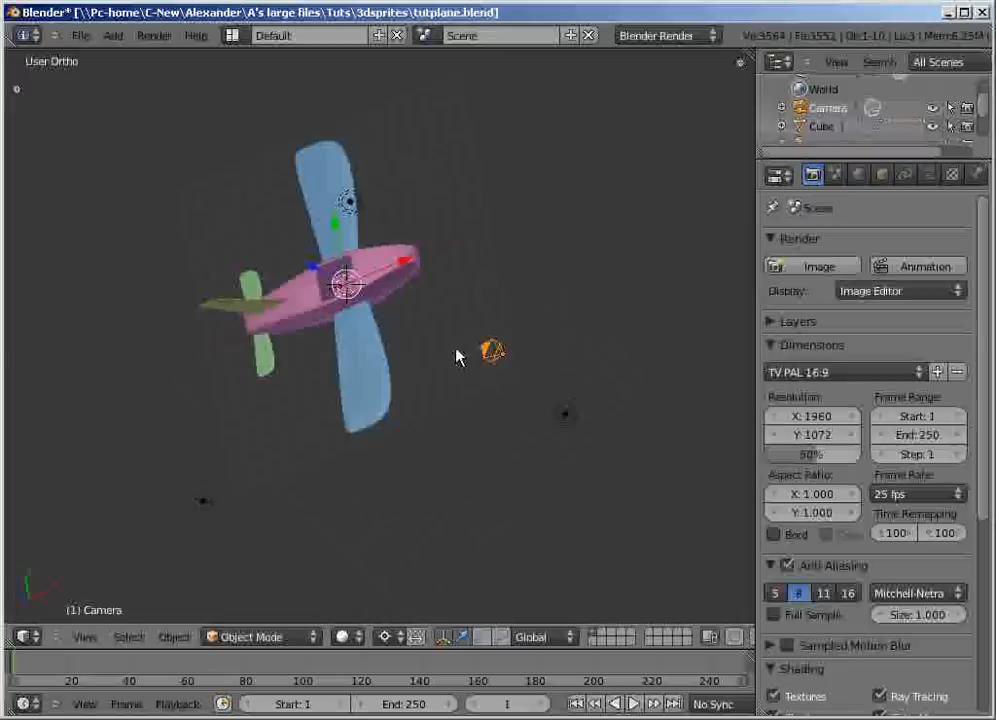 Blender* [\\Pc-home\C-New\Alexander\A's large files\Tuts\3dsprites\tutplane.blend]
File Add Render Help Default Scene Blender Render
User Ortho
View Search All Scenes
World
Camera
Cube
Scene
Render
Image Animation
Display: Image Editor
Layers
Dimensions
TV PAL 16:9
Resolution: Frame Range:
X: 1960 Start: 1
Y: 1072 End: 250
50% Step: 1
Aspect Ratio: Frame Rate:
X: 1.000 25 fps
Y: 1.000 Time Remapping
Bord 100 100
Anti-Aliasing
5 8 11 16 Mitchell-Netra
Full Sample Size: 1.000
Sampled Motion Blur
Shading
Textures Ray Tracing
(1) Camera
View Select Object Object Mode Global
20 40 60 80 100 120 140 160 180 200 220 240
View Frame Playback Start: 1 End: 250 1 No Sync